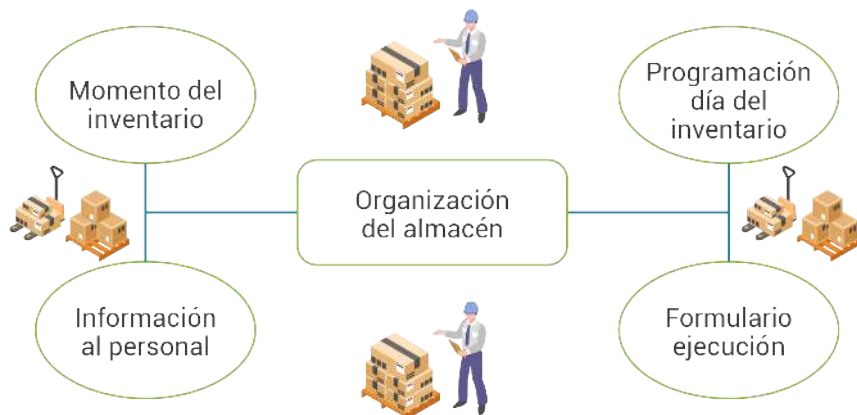 Momento del
inventario
Programación
día del
inventario
Organización
del almacén
Información
al personal
Formulario
ejecución